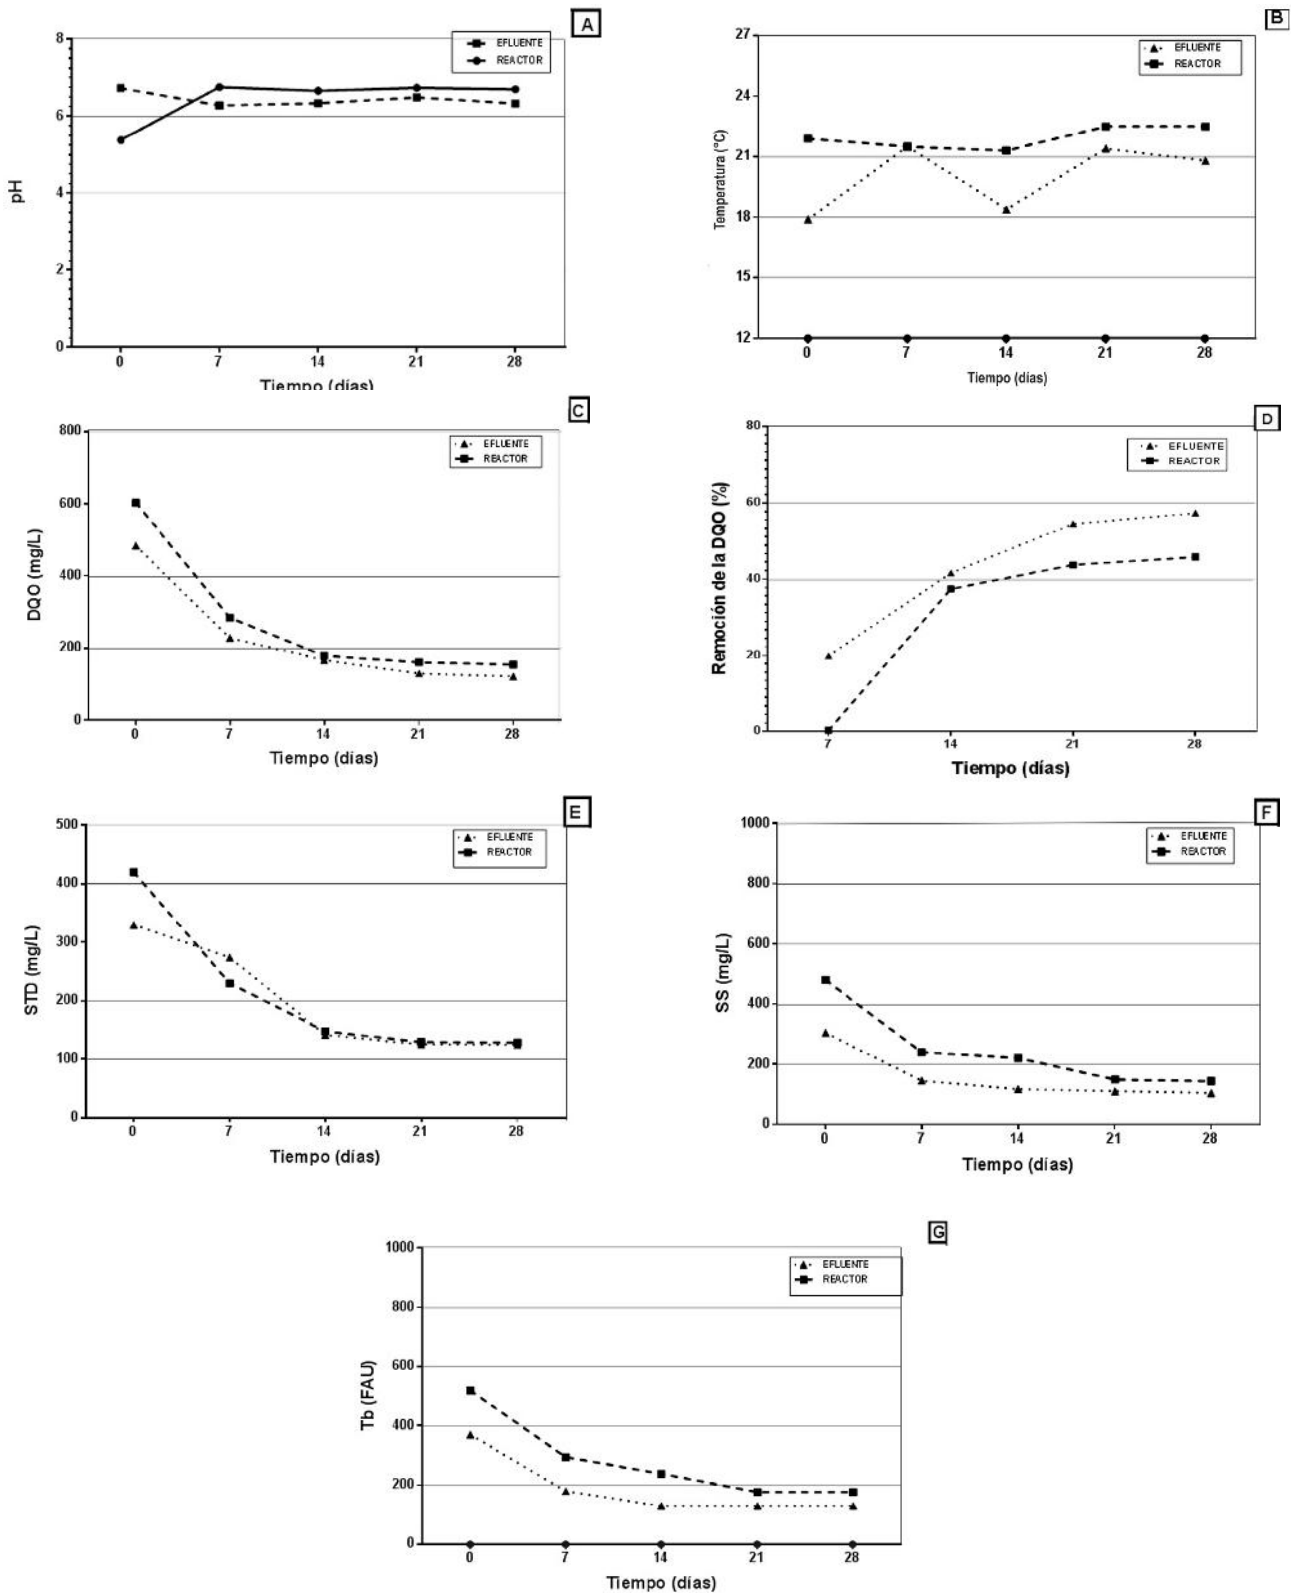 A
EFLUENTE
REACTOR
8
6
4
2
0
pH
0 7 14 21 28
Tiempo (días)
B
EFLUENTE
REACTOR
27
24
21
18
15
12
Temperatura (°C)
0 7 14 21 28
Tiempo (días)
C
EFLUENTE
REACTOR
800
600
400
200
0
DQO (mg/L)
0 7 14 21 28
Tiempo (días)
D
EFLUENTE
REACTOR
80
60
40
20
0
Remoción de la DQO (%)
7 14 21 28
Tiempo (días)
E
EFLUENTE
REACTOR
500
400
300
200
100
0
STD (mg/L)
0 7 14 21 28
Tiempo (días)
F
EFLUENTE
REACTOR
1000
800
600
400
200
0
SS (mg/L)
0 7 14 21 28
Tiempo (días)
G
EFLUENTE
REACTOR
1000
800
600
400
200
0
Tb (FAU)
0 7 14 21 28
Tiempo (días)